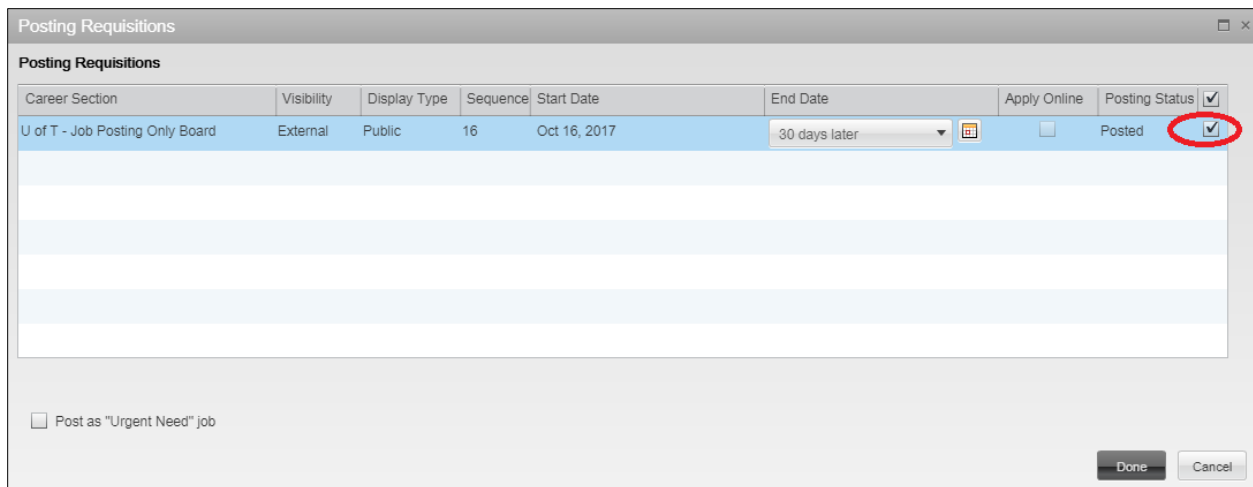 Posting Requisitions
Posting Requisitions
Career Section Visibility Display Type Sequence Start Date End Date Apply Online Posting Status
U of T - Job Posting Only Board External Public 16 Oct 16, 2017 30 days later Posted
Post as "Urgent Need" job
Done Cancel